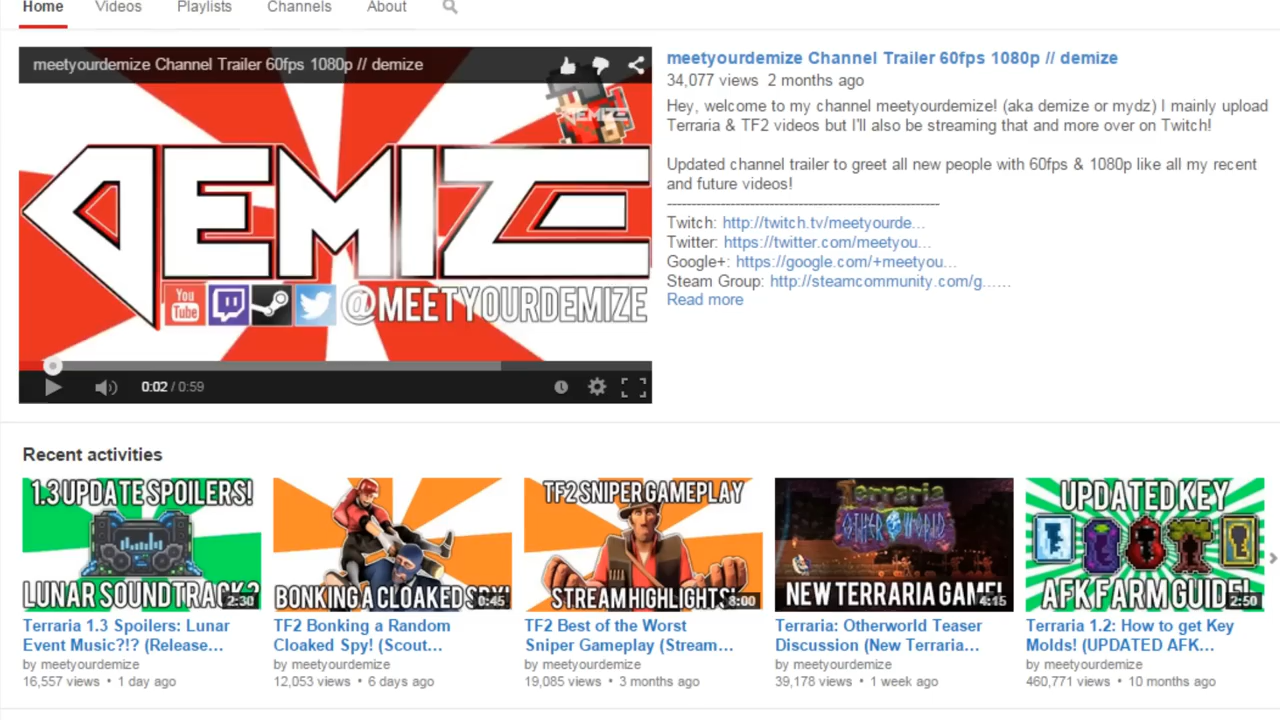 Home Videos Playlists Channels About
meetyourdemize Channel Trailer 60fps 1080p // demize
DEMIZE
DEMIZE
You
Tube
@MEETYOURDEMIZE
0:02 / 0:59
meetyourdemize Channel Trailer 60fps 1080p // demize
34,077 views 2 months ago
Hey, welcome to my channel meetyourdemize! (aka demize or mydz) I mainly upload
Terraria & TF2 videos but I'll also be streaming that and more over on Twitch!
Updated channel trailer to greet all new people with 60fps & 1080p like all my recent
and future videos!
--------------------------------------------------------------------
Twitch: http://twitch.tv/meetyourde...
Twitter: https://twitter.com/meetyou...
Google+: https://google.com/+meetyou...
Steam Group: http://steamcommunity.com/g......
Read more
Recent activities
1.3 UPDATE SPOILERS!
LUNAR SOUNDTRACK?
2:30
Terraria 1.3 Spoilers: Lunar
Event Music?!? (Release...
by meetyourdemize
16,557 views • 1 day ago
BONKING A CLOAKED SPY!
0:45
TF2 Bonking a Random
Cloaked Spy! (Scout...
by meetyourdemize
12,053 views • 6 days ago
TF2 SNIPER GAMEPLAY
STREAM HIGHLIGHTS!
8:00
TF2 Best of the Worst
Sniper Gameplay (Stream...
by meetyourdemize
19,085 views • 3 months ago
Terraria
OTHERWORLD
NEW TERRARIA GAME!
4:15
Terraria: Otherworld Teaser
Discussion (New Terraria...
by meetyourdemize
39,178 views • 1 week ago
UPDATED KEY
AFK FARM GUIDE!
2:50
Terraria 1.2: How to get Key
Molds! (UPDATED AFK...
by meetyourdemize
460,771 views • 10 months ago